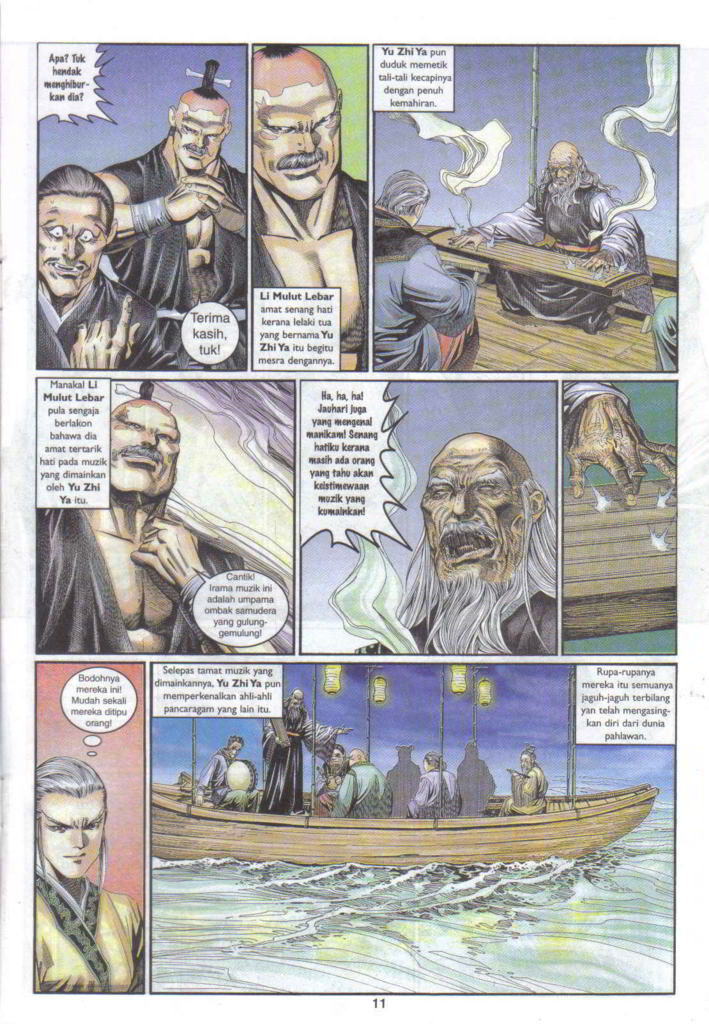 Apa? Tuk
hendak
menghibur-
kan dia?
Terima
kasih,
tuk!
Li Mulut Lebar
amat senang hati
kerana lelaki tua
yang bernama Yu
Zhi Ya itu begitu
mesra dengannya.
Yu Zhi Ya pun
duduk memetik
tali-tali kecapinya
dengan penuh
kemahiran.
Manakal Li
Mulut Lebar
pula sengaja
berlakon
bahawa dia
amat tertarik
hati pada muzik
yang dimainkan
oleh Yu Zhi
Ya itu.
Cantik!
Irama muzik ini
adalah umpama
ombak samudera
yang gulung-
gemulung!
Ha, ha, ha!
Jauhari juga
yang mengenal
manikam! Senang
hatiku kerana
masih ada orang
yang tahu akan
keistimewaan
muzik yang
kumainkan!
Bodohnya
mereka ini!
Mudah sekali
mereka ditipu
orang!
Selepas tamat muzik yang
dimainkannya, Yu Zhi Ya pun
memperkenalkan ahli-ahli
pancaragam yang lain itu.
Rupa-rupanya
mereka itu semuanya
jaguh-jaguh terbilang
yan telah mengasing-
kan diri dari dunia
pahlawan.
11